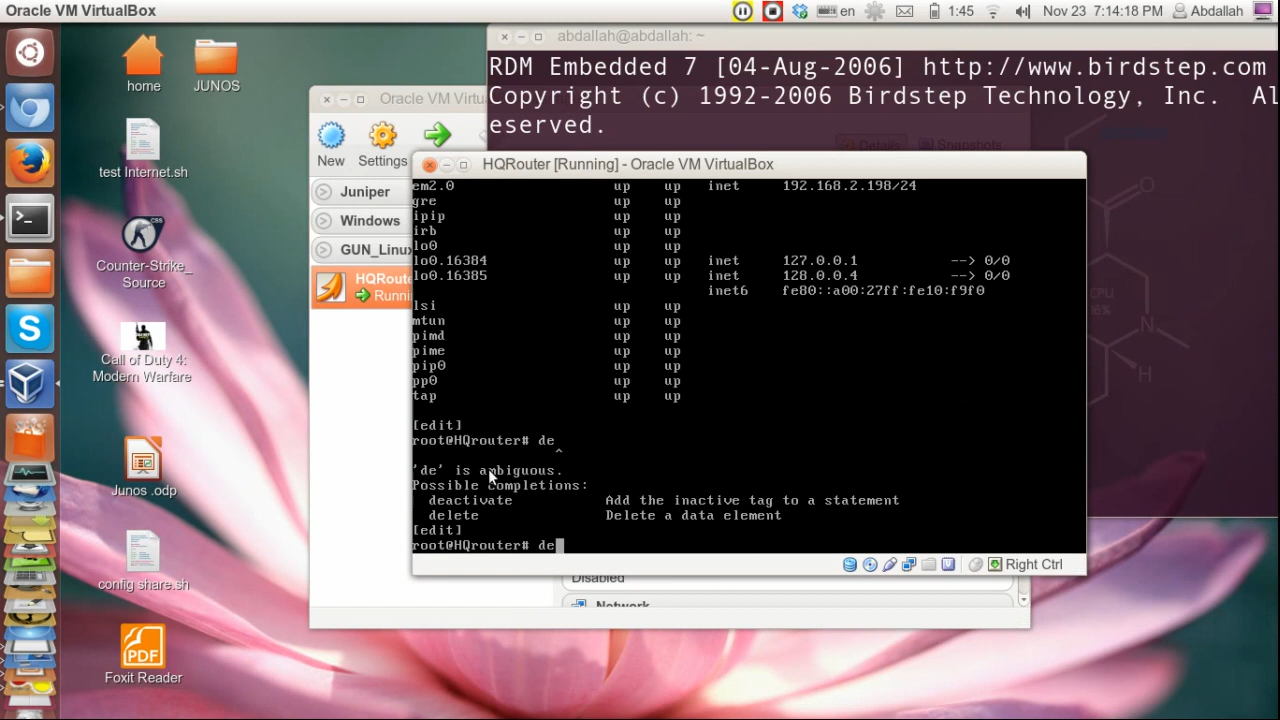 Oracle VM VirtualBox
en
1:45
Nov 23, 7:14:18 PM
Abdallah
home
JUNOS
test Internet.sh
Counter-Strike_
Source
Call of Duty 4:
Modern Warfare
Junos .odp
config share.sh
Foxit Reader
PDF
CSS
abdallah@abdallah: ~
RDM Embedded 7 [04-Aug-2006] http://www.birdstep.com
Copyright (c) 1992-2006 Birdstep Technology, Inc. Al
eserved.
Oracle VM Virtu
New
Settings
Details
Snapshots
Juniper
Windows
GUN_Linu
HQRoute
Runni
HQRouter [Running] - Oracle VM VirtualBox
em2.0 up up inet 192.168.2.198/24
gre up up
ipip up up
irb up up
lo0 up up
lo0.16384 up up inet 127.0.0.1 --> 0/0
lo0.16385 up up inet 128.0.0.4 --> 0/0
inet6 fe80::a00:27ff:fe10:f9f0
lsi up up
mtun up up
pimd up up
pime up up
pip0 up up
pp0 up up
tap up up
[edit]
root@HQrouter# de
^
'de' is ambiguous.
Possible completions:
deactivate Add the inactive tag to a statement
delete Delete a data element
[edit]
root@HQrouter# de
Right Ctrl
Disabled
Network
CPU
16%
O
N
H